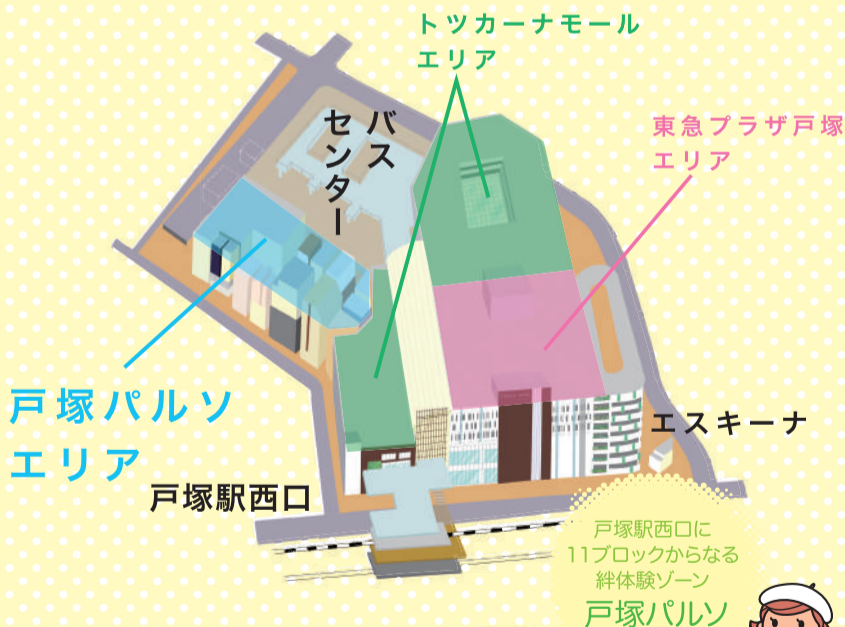 トツカーナモール
エリア
東急プラザ戸塚
エリア
バス
センター
戸塚パルソ
エリア
戸塚駅西口
エスキーナ
戸塚駅西口に
11ブロックからなる
絆体験ゾーン
戸塚パルソ